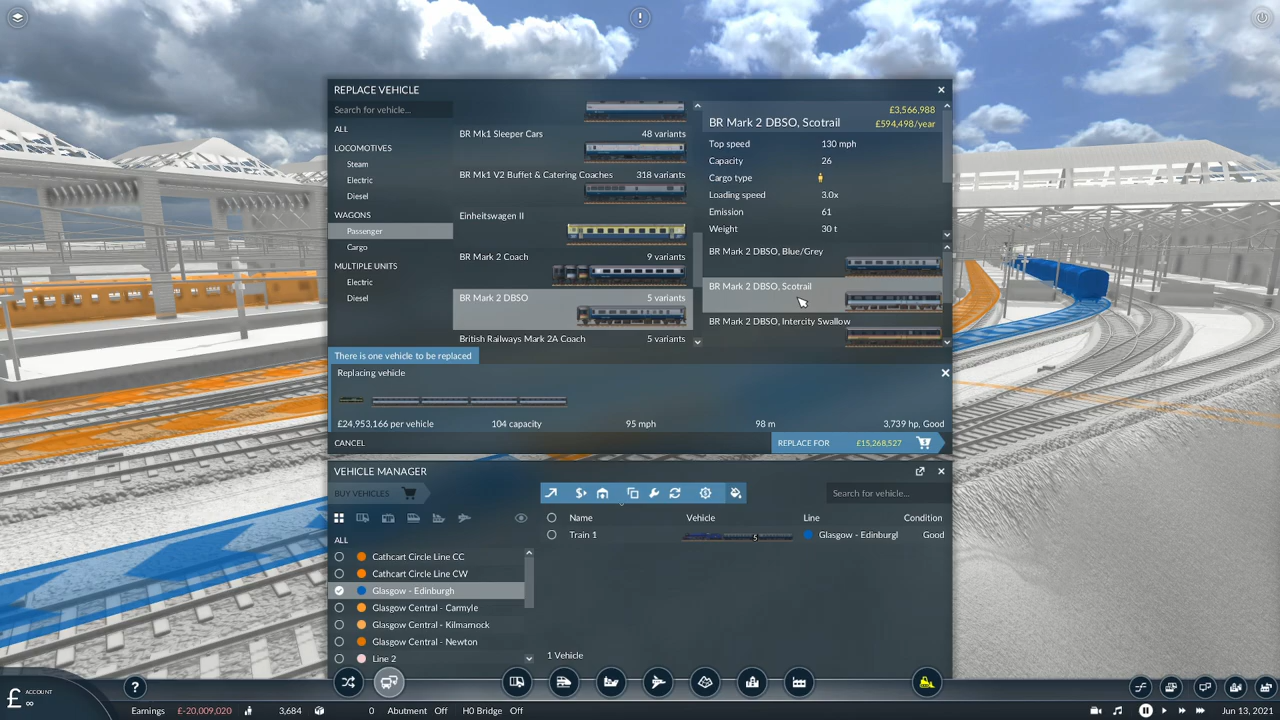 REPLACE VEHICLE
Search for vehicle...
ALL
LOCOMOTIVES
Steam
Electric
Diesel
WAGONS
Passenger
Cargo
MULTIPLE UNITS
Electric
Diesel
BR Mk1 Sleeper Cars 48 variants
BR Mk1 V2 Buffet & Catering Coaches 318 variants
Einheitswagen II
BR Mark 2 Coach 9 variants
BR Mark 2 DBSO 5 variants
British Railways Mark 2A Coach 5 variants
£3,566,988
BR Mark 2 DBSO, Scotrail £594,498/year
Top speed 130 mph
Capacity 26
Cargo type
Loading speed 3.0x
Emission 61
Weight 30 t
BR Mark 2 DBSO, Blue/Grey
BR Mark 2 DBSO, Scotrail
BR Mark 2 DBSO, Intercity Swallow
There is one vehicle to be replaced
Replacing vehicle
£24,953,166 per vehicle 104 capacity 95 mph 98 m 3,739 hp, Good
CANCEL REPLACE FOR £15,268,527
VEHICLE MANAGER
BUY VEHICLES
Search for vehicle...
ALL
Cathcart Circle Line CC
Cathcart Circle Line CW
Glasgow - Edinburgh
Glasgow Central - Carmyle
Glasgow Central - Kilmarnock
Glasgow Central - Newton
Line 2
Name Vehicle Line Condition
Train 1 Glasgow - Edinburgl Good
1 Vehicle
£ ACCOUNT
∞
?
Earnings £-20,009,020 3,684 0 Abutment Off H0 Bridge Off Jun 13, 2021